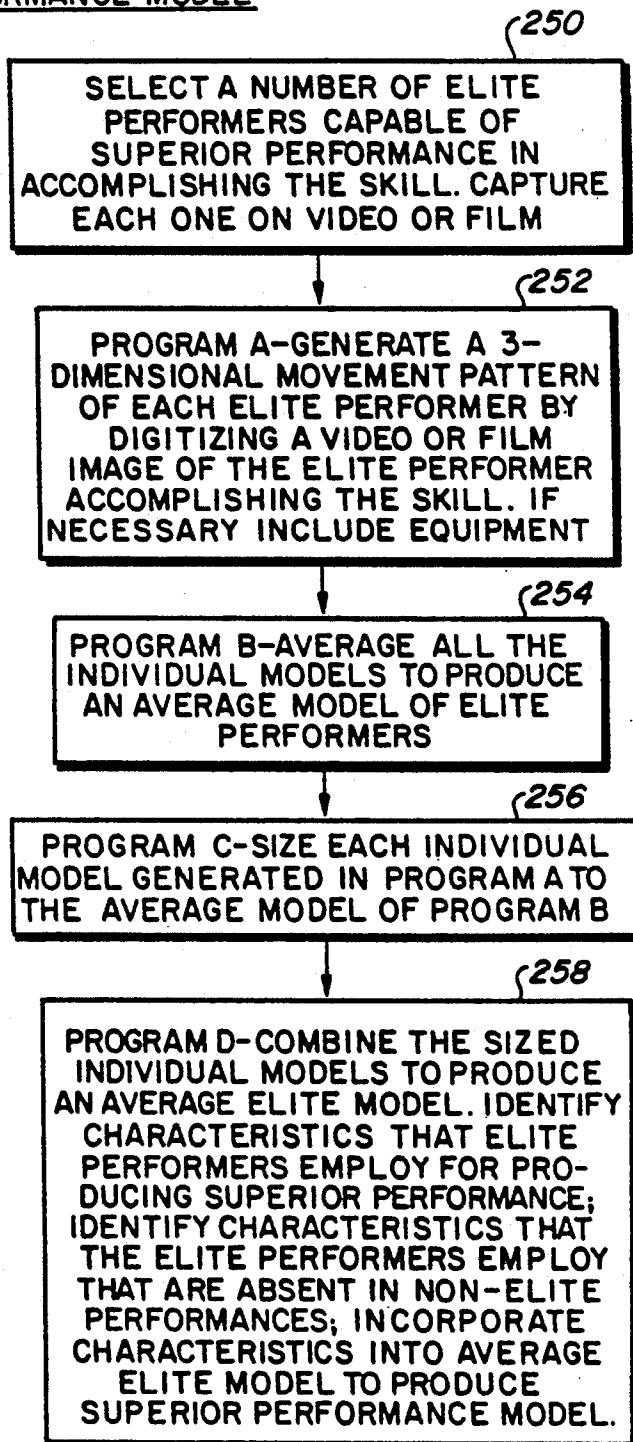 250
SELECT A NUMBER OF ELITE
PERFORMERS CAPABLE OF
SUPERIOR PERFORMANCE IN
ACCOMPLISHING THE SKILL. CAPTURE
EACH ONE ON VIDEO OR FILM
252
PROGRAM A-GENERATE A 3-
DIMENSIONAL MOVEMENT PATTERN
OF EACH ELITE PERFORMER BY
DIGITIZING A VIDEO OR FILM
IMAGE OF THE ELITE PERFORMER
ACCOMPLISHING THE SKILL. IF
NECESSARY INCLUDE EQUIPMENT
254
PROGRAM B-AVERAGE ALL THE
INDIVIDUAL MODELS TO PRODUCE
AN AVERAGE MODEL OF ELITE
PERFORMERS
256
PROGRAM C-SIZE EACH INDIVIDUAL
MODEL GENERATED IN PROGRAM A TO
THE AVERAGE MODEL OF PROGRAM B
258
PROGRAM D-COMBINE THE SIZED
INDIVIDUAL MODELS TO PRODUCE
AN AVERAGE ELITE MODEL. IDENTIFY
CHARACTERISTICS THAT ELITE
PERFORMERS EMPLOY FOR PRO-
DUCING SUPERIOR PERFORMANCE;
IDENTIFY CHARACTERISTICS THAT
THE ELITE PERFORMERS EMPLOY
THAT ARE ABSENT IN NON-ELITE
PERFORMANCES; INCORPORATE
CHARACTERISTICS INTO AVERAGE
ELITE MODEL TO PRODUCE
SUPERIOR PERFORMANCE MODEL.